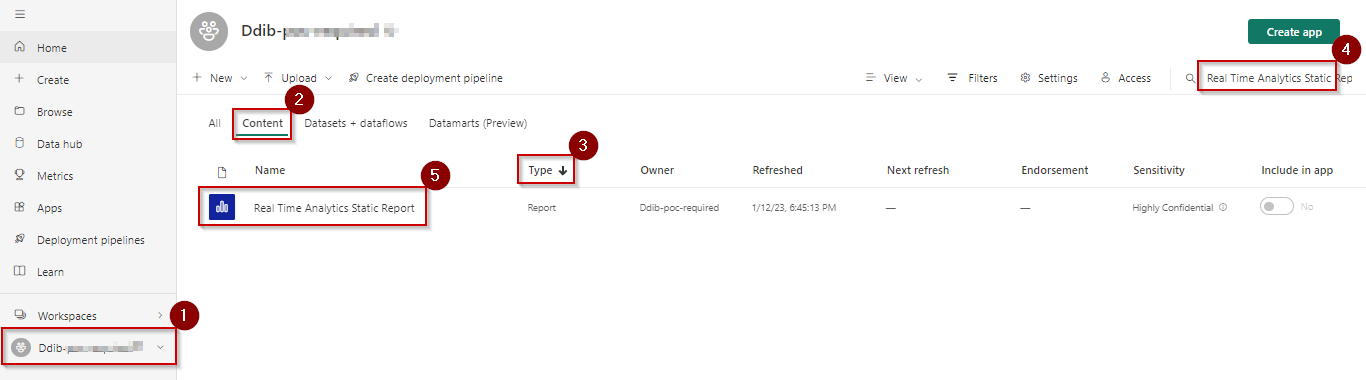 Ddib-
Create app
4
Home
Create
Browse
Data hub
Metrics
Apps
Deployment pipelines
Learn
Workspaces
1
Ddib-
New
Upload
Create deployment pipeline
View
Filters
Settings
Access
Real Time Analytics Static Rep
2
All
Content
Datasets + dataflows
Datamarts (Preview)
3
5
Name
Type
Owner
Refreshed
Next refresh
Endorsement
Sensitivity
Include in app
Real Time Analytics Static Report
Report
Ddib-poc-required
1/12/23, 6:45:13 PM
—
—
Highly Confidential
No